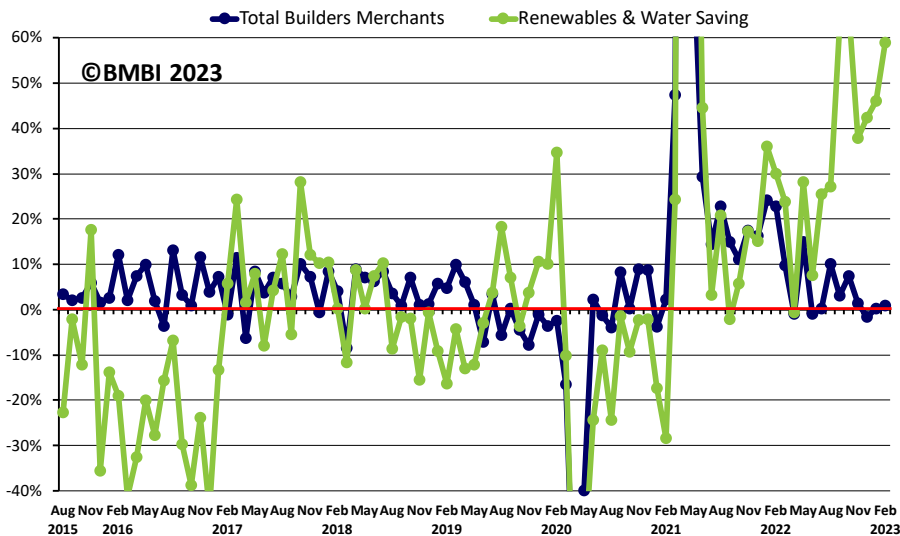 Total Builders Merchants Renewables & Water Saving
60%
©BMBI 2023
50%
40%
30%
20%
10%
0%
-10%
-20%
-30%
-40%
Aug Nov Feb May Aug Nov Feb May Aug Nov Feb May Aug Nov Feb May Aug Nov Feb May Aug Nov Feb May Aug Nov Feb May Aug Nov Feb
2015 2016 2017 2018 2019 2020 2021 2022 2023